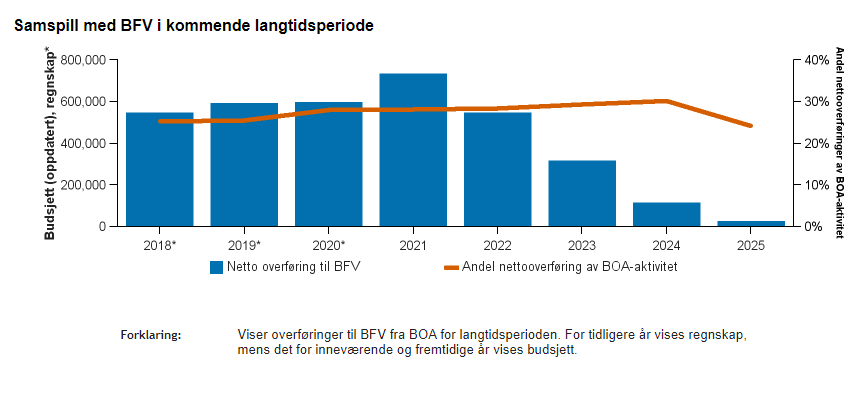 Samspill med BFV i kommende langtidsperiode
Budsjett (oppdatert), regnskap*
800,000
600,000
400,000
200,000
0
40%
30%
20%
10%
0%
Andel nettooverføringer av BOA-aktivitet
2018* 2019* 2020* 2021 2022 2023 2024 2025
Netto overføring til BFV Andel nettooverføring av BOA-aktivitet
Forklaring: Viser overføringer til BFV fra BOA for langtidsperioden. For tidligere år vises regnskap,
mens det for inneværende og fremtidige år vises budsjett.